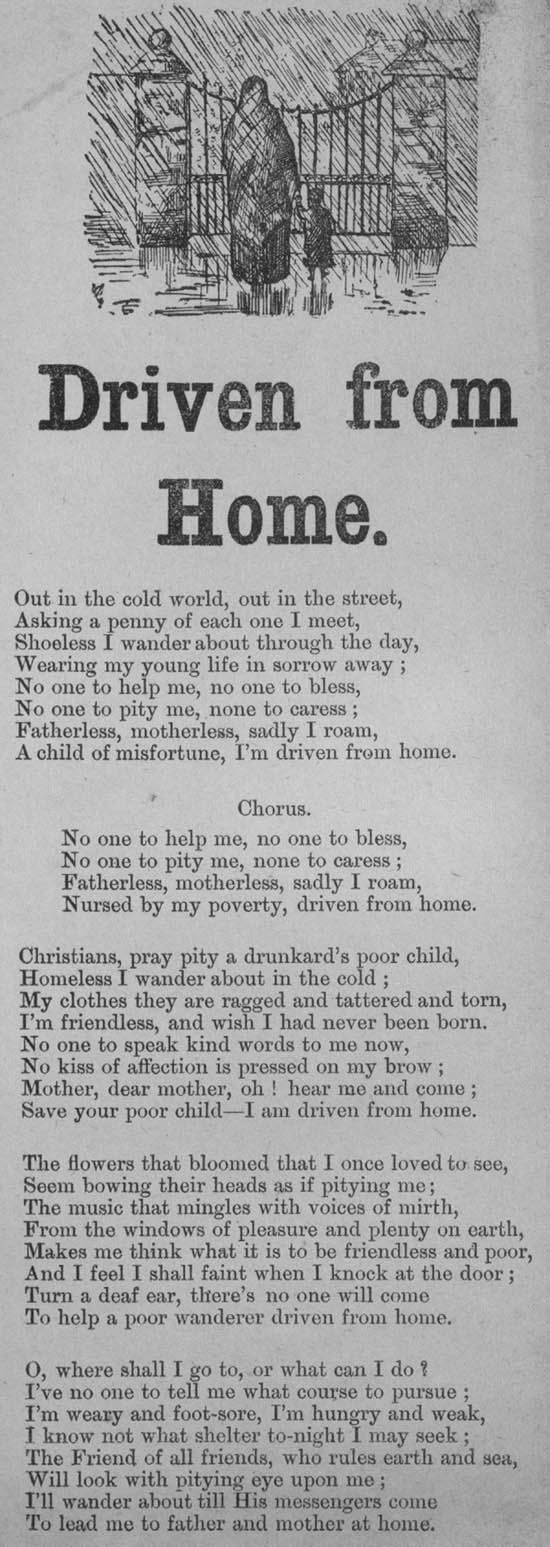 Driven from
Home.
Out in the cold world, out in the street,
Asking a penny of each one I meet,
Shoeless I wander about through the day,
Wearing my young life in sorrow away ;
No one to help me, no one to bless,
No one to pity me, none to caress ;
Fatherless, motherless, sadly I roam,
A child of misfortune, I'm driven from home.
Chorus.
No one to help me, no one to bless,
No one to pity me, none to caress ;
Fatherless, motherless, sadly I roam,
Nursed by my poverty, driven from home.
Christians, pray pity a drunkard's poor child,
Homeless I wander about in the cold ;
My clothes they are ragged and tattered and torn,
I'm friendless, and wish I had never been born.
No one to speak kind words to me now,
No kiss of affection is pressed on my brow ;
Mother, dear mother, oh ! hear me and come ;
Save your poor child—I am driven from home.
The flowers that bloomed that I once loved to see,
Seem bowing their heads as if pitying me ;
The music that mingles with voices of mirth,
From the windows of pleasure and plenty on earth,
Makes me think what it is to be friendless and poor,
And I feel I shall faint when I knock at the door ;
Turn a deaf ear, there's no one will come
To help a poor wanderer driven from home.
O, where shall I go to, or what can I do ?
I've no one to tell me what course to pursue ;
I'm weary and foot-sore, I'm hungry and weak,
I know not what shelter to-night I may seek ;
The Friend of all friends, who rules earth and sea,
Will look with pitying eye upon me ;
I'll wander about till His messengers come
To lead me to father and mother at home.